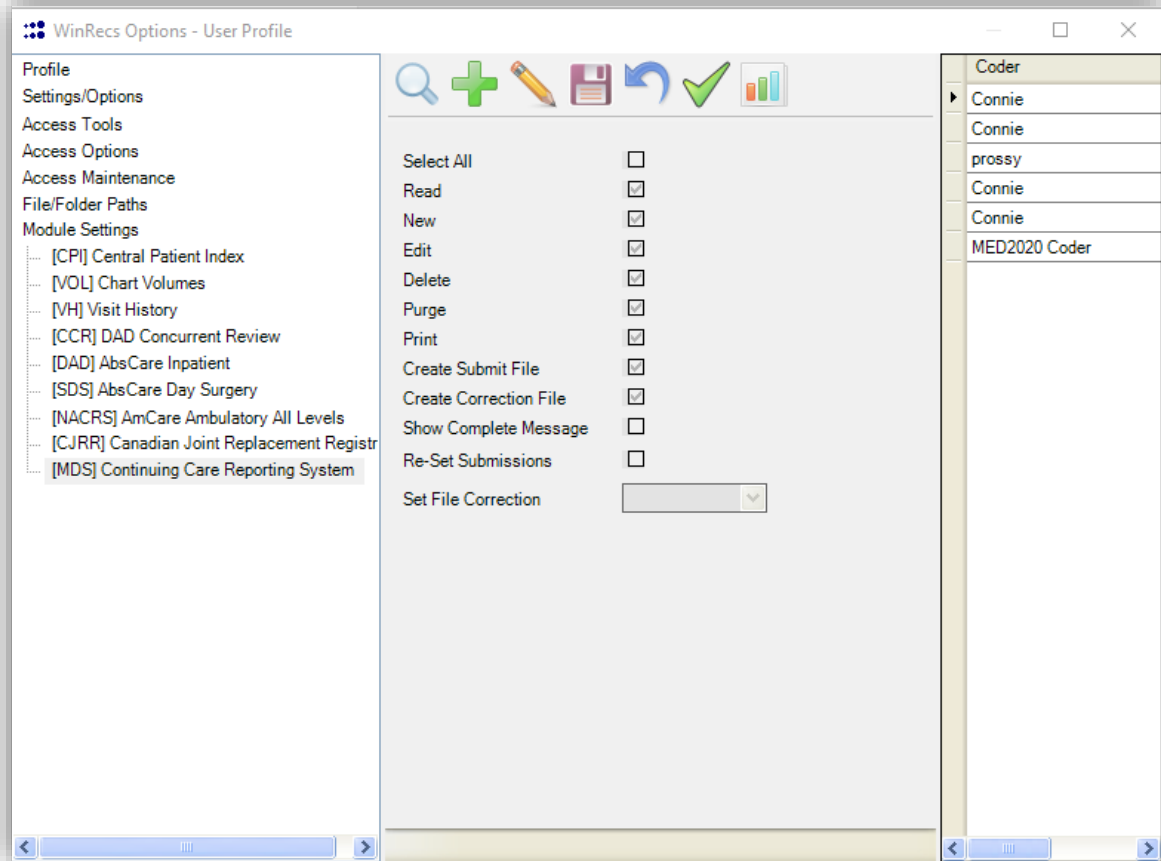 WinRecs Options - User Profile
Profile
Settings/Options
Access Tools
Access Options
Access Maintenance
File/Folder Paths
Module Settings
[CPI] Central Patient Index
[VOL] Chart Volumes
[VH] Visit History
[CCR] DAD Concurrent Review
[DAD] AbsCare Inpatient
[SDS] AbsCare Day Surgery
[NACRS] AmCare Ambulatory All Levels
[CJRR] Canadian Joint Replacement Registr
[MDS] Continuing Care Reporting System
Select All
Read
New
Edit
Delete
Purge
Print
Create Submit File
Create Correction File
Show Complete Message
Re-Set Submissions
Set File Correction
Coder
Connie
Connie
prossy
Connie
Connie
MED2020 Coder